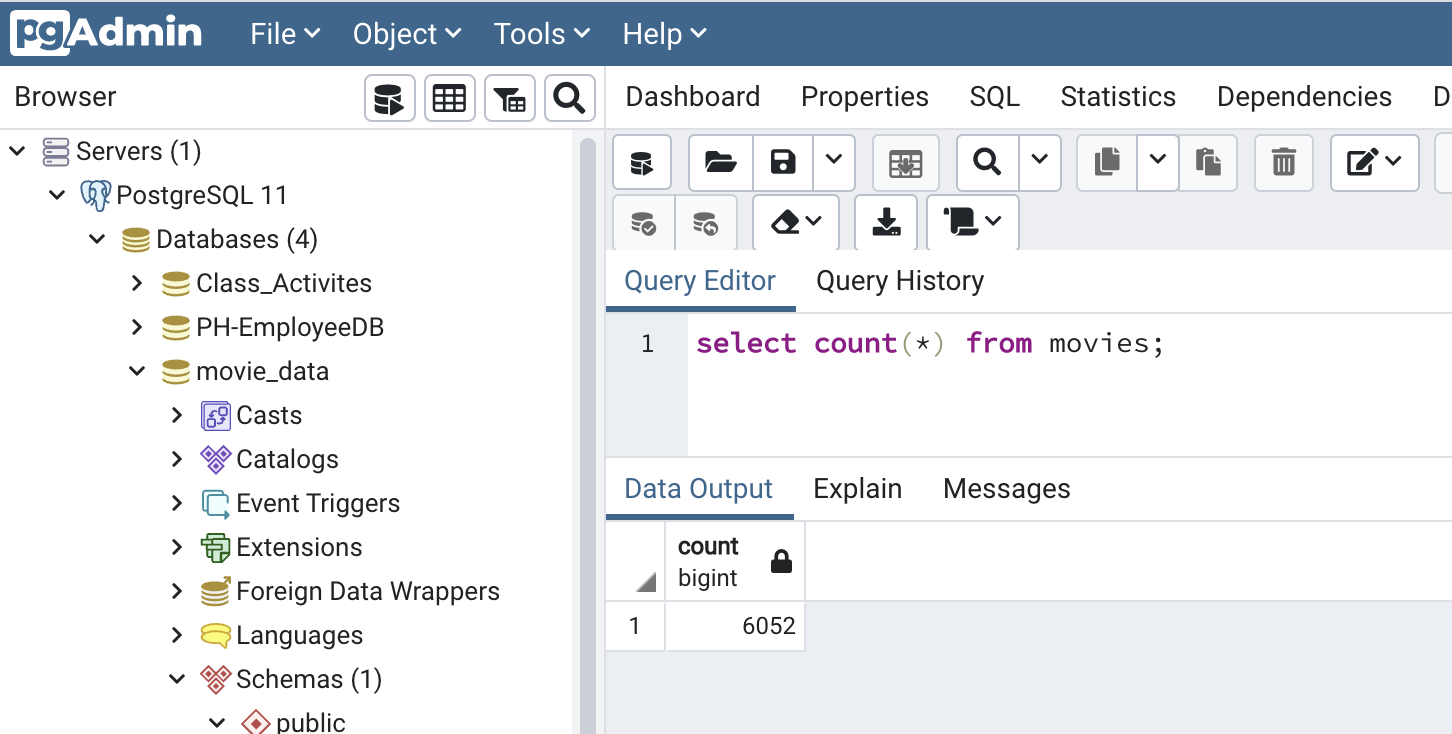 pgAdmin File Object Tools Help
Browser
Dashboard Properties SQL Statistics Dependencies D
Servers (1)
PostgreSQL 11
Databases (4)
Class_Activites
PH-EmployeeDB
movie_data
Casts
Catalogs
Event Triggers
Extensions
Foreign Data Wrappers
Languages
Schemas (1)
public
Query Editor Query History
1 select count(*) from movies;
Data Output Explain Messages
count
bigint
1 6052